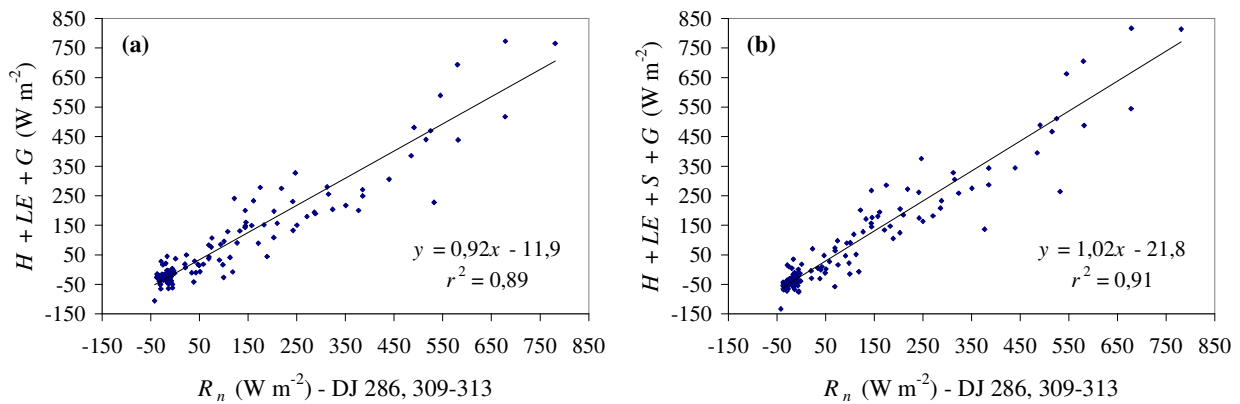 850
750
650
550
450
350
250
150
50
-50
-150
H + LE + G (W m⁻²)
(a)
y = 0,92x - 11,9
r² = 0,89
-150 -50 50 150 250 350 450 550 650 750 850
Rₙ (W m⁻²) - DJ 286, 309-313
850
750
650
550
450
350
250
150
50
-50
-150
H + LE + S + G (W m⁻²)
(b)
y = 1,02x - 21,8
r² = 0,91
-150 -50 50 150 250 350 450 550 650 750 850
Rₙ (W m⁻²) - DJ 286, 309-313